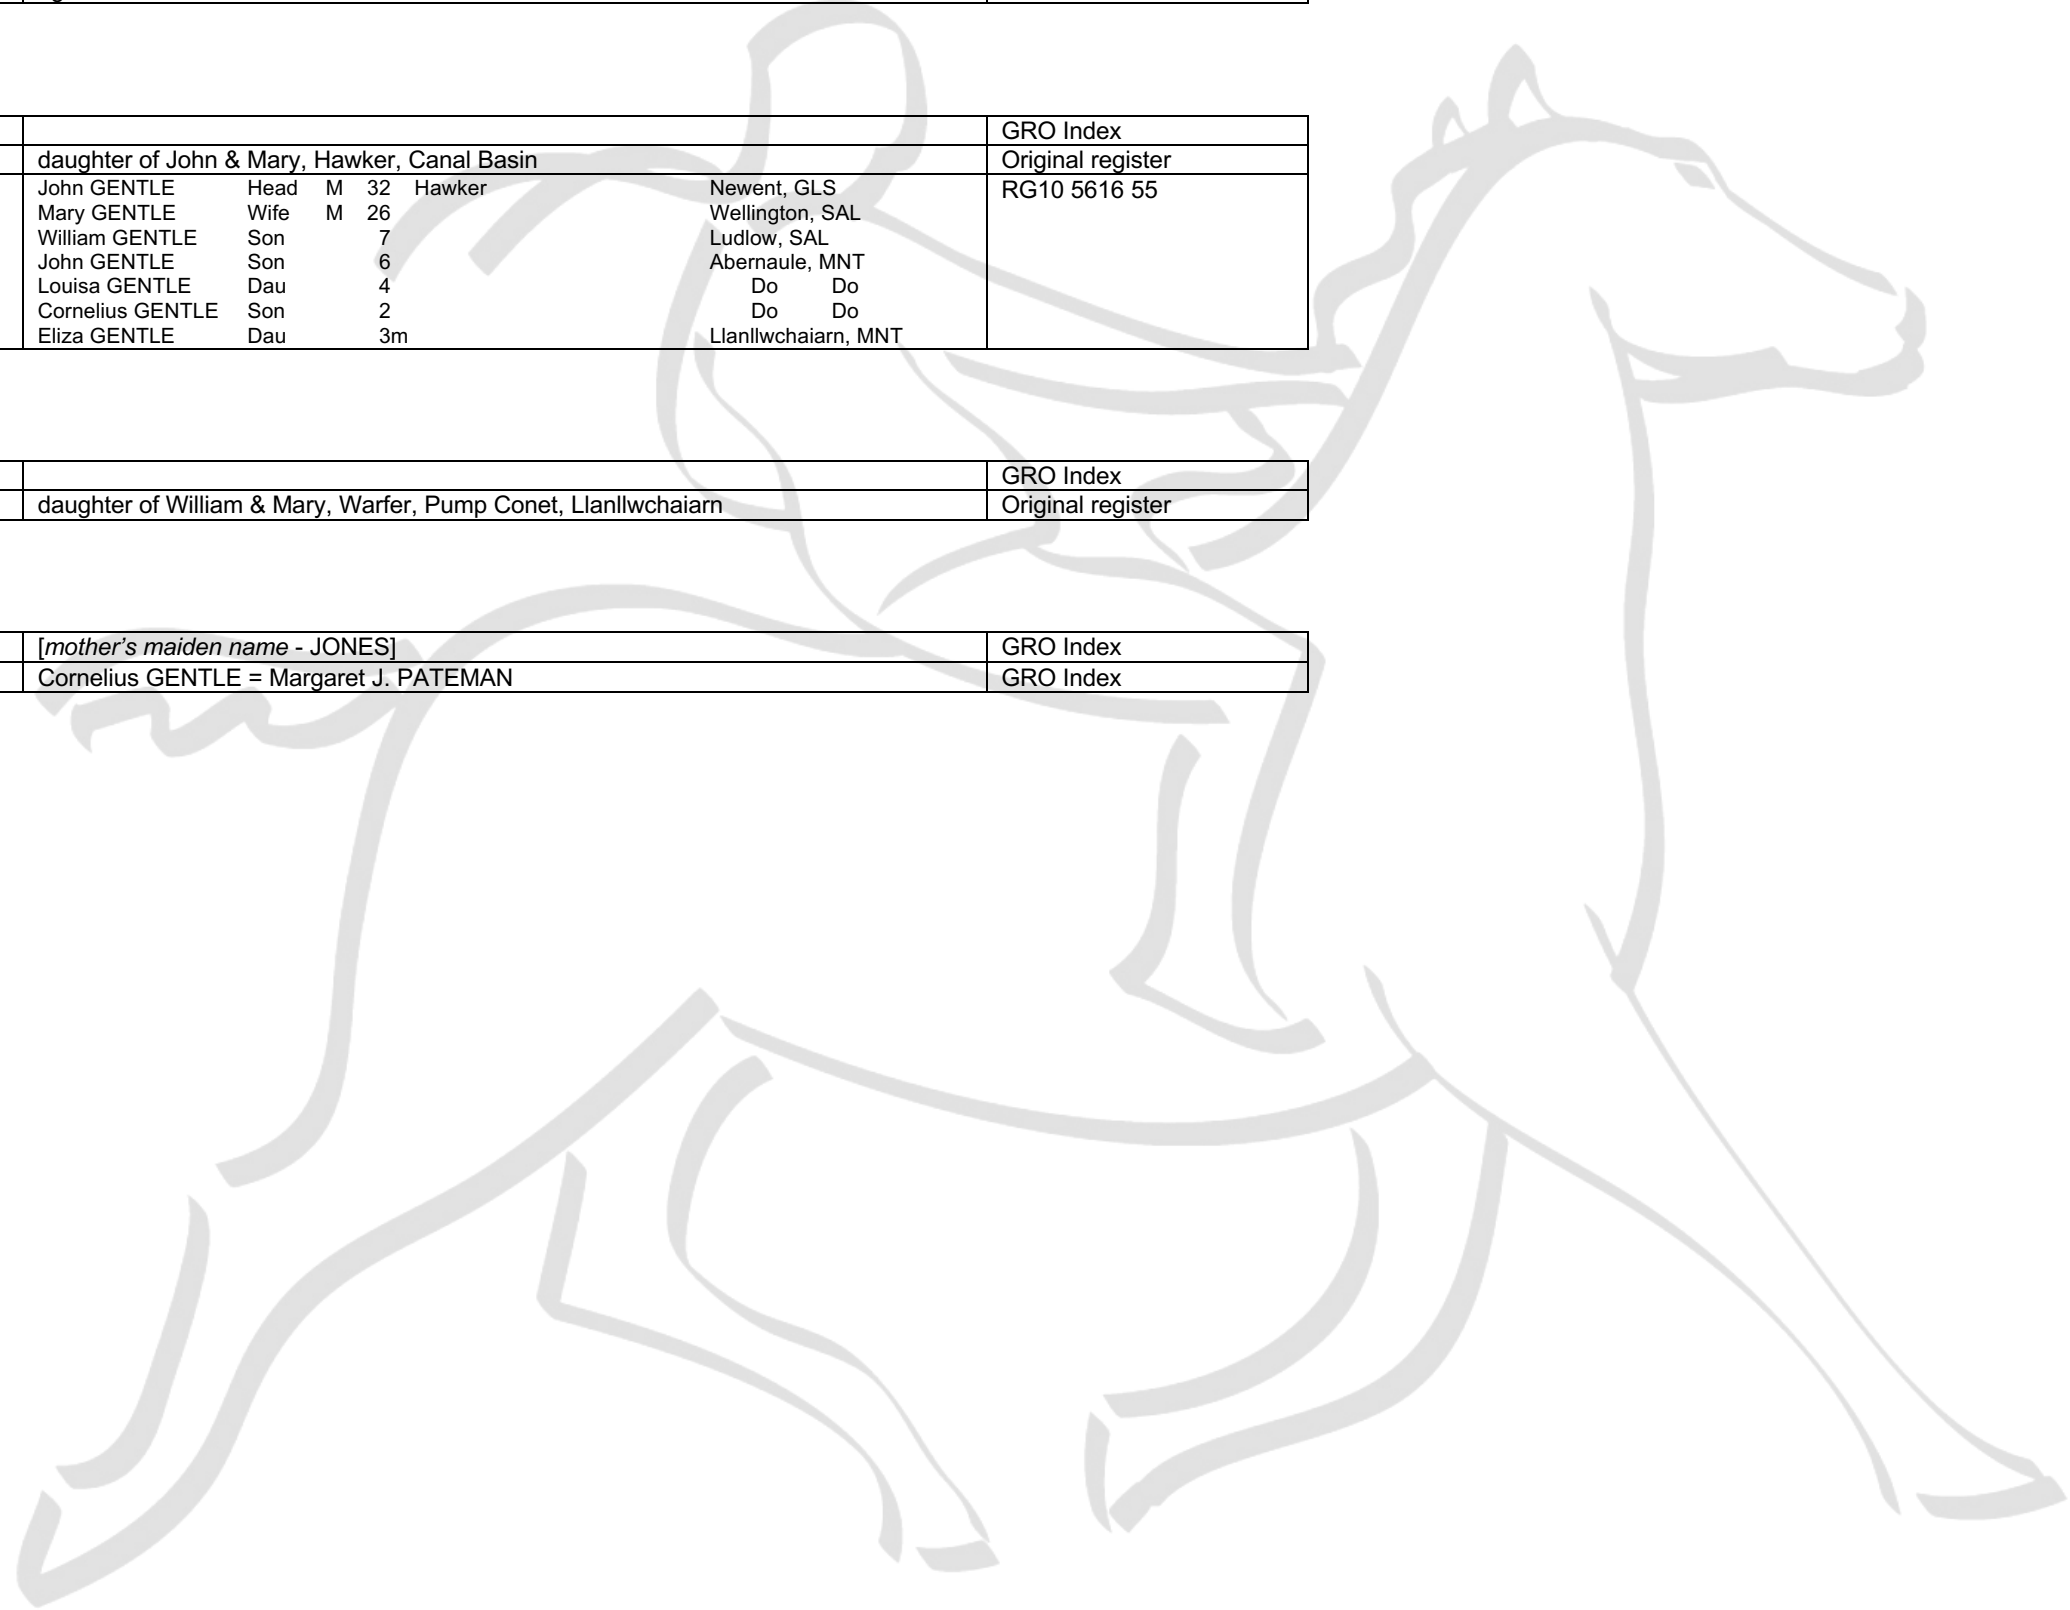 GRO Index
daughter of John & Mary, Hawker, Canal Basin Original register
John GENTLE Head M 32 Hawker Newent, GLS RG10 5616 55
Mary GENTLE Wife M 26 Wellington, SAL
William GENTLE Son 7 Ludlow, SAL
John GENTLE Son 6 Abernaule, MNT
Louisa GENTLE Dau 4 Do Do
Cornelius GENTLE Son 2 Do Do
Eliza GENTLE Dau 3m Llanllwchaiarn, MNT
GRO Index
daughter of William & Mary, Warfer, Pump Conet, Llanllwchaiarn Original register
[mother’s maiden name - JONES] GRO Index
Cornelius GENTLE = Margaret J. PATEMAN GRO Index